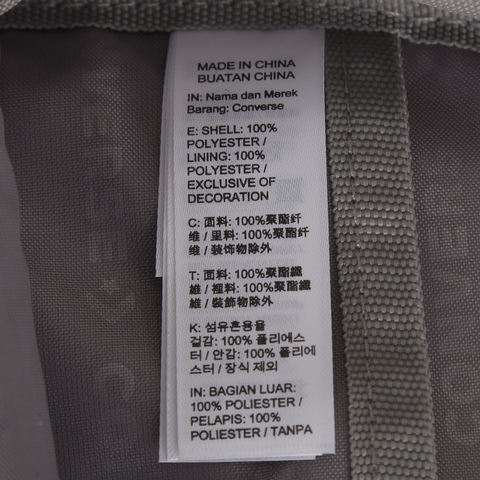 MADE IN CHINA
BUATAN CHINA
IN: Nama dan Merek
Barang: Converse
E: SHELL: 100%
POLYESTER /
LINING: 100%
POLYESTER /
EXCLUSIVE OF
DECORATION
C: 面料: 100%聚酯纤
维 / 里料: 100%聚酯纤
维 / 装饰物除外
T: 面料: 100%聚酯纖
維 / 裡料: 100%聚酯纖
維 / 裝飾物除外
K: 섬유혼용율
겉감: 100% 폴리에스
터 / 안감: 100% 폴리에
스터 / 장식 제외
IN: BAGIAN LUAR:
100% POLIESTER /
PELAPIS: 100%
POLIESTER / TANPA